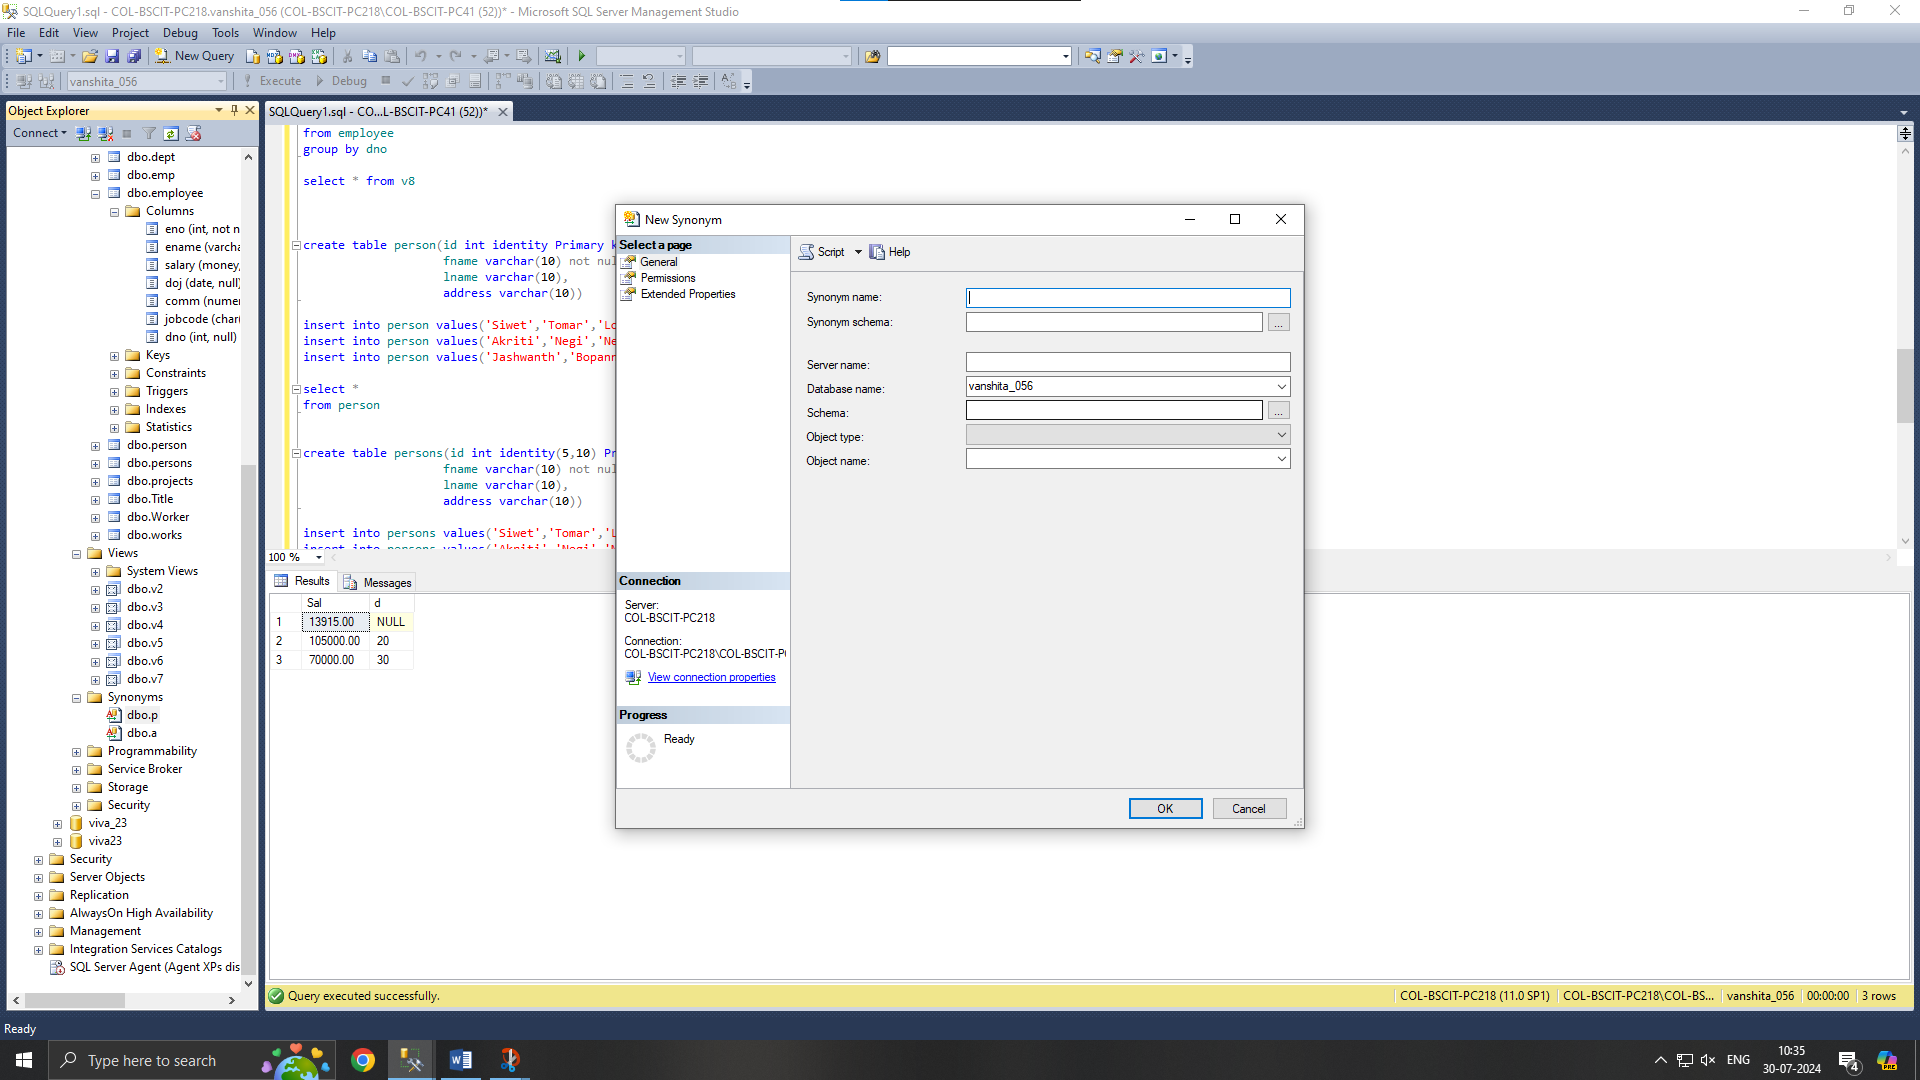 SQLQuery1.sql - COL-BSCIT-PC218.vanshita_056 (COL-BSCIT-PC218\COL-BSCIT-PC41 (52))* - Microsoft SQL Server Management Studio
File Edit View Project Debug Tools Window Help
New Query
vanshita_056 Execute Debug
Object Explorer
Connect
dbo.dept
dbo.emp
dbo.employee
Columns
eno (int, not n
ename (varcha
salary (money,
doj (date, null)
comm (numer
jobcode (char(
dno (int, null)
Keys
Constraints
Triggers
Indexes
Statistics
dbo.person
dbo.persons
dbo.projects
dbo.Title
dbo.Worker
dbo.works
Views
System Views
dbo.v2
dbo.v3
dbo.v4
dbo.v5
dbo.v6
dbo.v7
Synonyms
dbo.p
dbo.a
Programmability
Service Broker
Storage
Security
viva_23
viva23
Security
Server Objects
Replication
AlwaysOn High Availability
Management
Integration Services Catalogs
SQL Server Agent (Agent XPs dis
SQLQuery1.sql - CO...L-BSCIT-PC41 (52))*
from employee
group by dno
select * from v8
create table person(id int identity Primary k
fname varchar(10) not nul
lname varchar(10),
address varchar(10))
insert into person values('Siwet','Tomar','Lo
insert into person values('Akriti','Negi','Ne
insert into person values('Jashwanth','Bopann
select *
from person
create table persons(id int identity(5,10) Pr
fname varchar(10) not nul
lname varchar(10),
address varchar(10))
insert into persons values('Siwet','Tomar','L
insert into persons values('Akriti','Negi','N
100 %
Results Messages
Sal d
1 13915.00 NULL
2 105000.00 20
3 70000.00 30
New Synonym
Select a page
General
Permissions
Extended Properties
Script Help
Synonym name:
Synonym schema: ...
Server name:
Database name: vanshita_056
Schema: ...
Object type:
Object name:
Connection
Server:
COL-BSCIT-PC218
Connection:
COL-BSCIT-PC218\COL-BSCIT-P
View connection properties
Progress
Ready
OK Cancel
Query executed successfully. COL-BSCIT-PC218 (11.0 SP1) COL-BSCIT-PC218\COL-BS... vanshita_056 00:00:00 3 rows
Ready
Type here to search
ENG
10:35
30-07-2024
4
PRE